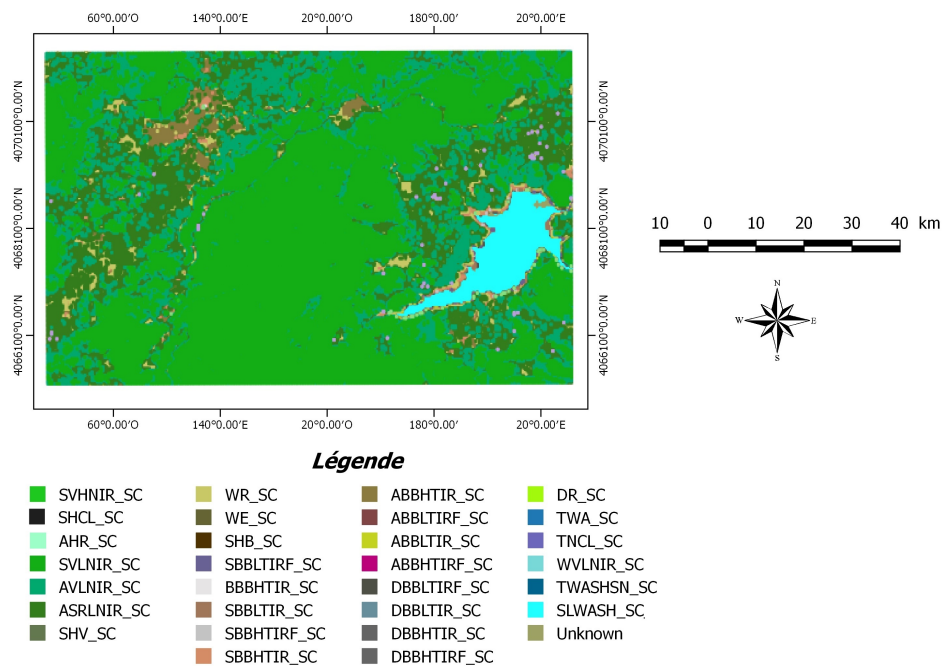 60°0.00′O 140°0.00′E 20°0.00′O 180°0.00′ 20°0.00′E
4070100°0.00′N 4070100°0.00′N
4068100°0.00′N 4068100°0.00′N
4066100°0.00′N 4066100°0.00′N
60°0.00′O 140°0.00′E 20°0.00′O 180°0.00′ 20°0.00′E
10 0 10 20 30 40 km
N
W E
S
Légende
SVHNIR_SC WR_SC ABBHTIR_SC DR_SC
SHCL_SC WE_SC ABBLTIRF_SC TWA_SC
AHR_SC SHB_SC ABBLTIR_SC TNCL_SC
SVLNIR_SC SBBLTIRF_SC ABBHTIRF_SC WVLNIR_SC
AVLNIR_SC BBBHTIR_SC DBBLTIRF_SC TWASHSN_SC
ASRLNIR_SC SBBLTIR_SC DBBLTIR_SC SLWASH_SC
SHV_SC SBBHTIRF_SC DBBHTIR_SC Unknown
SBBHTIR_SC DBBHTIRF_SC